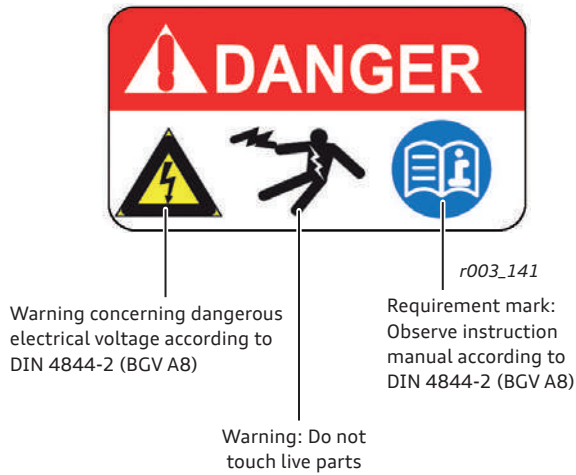 DANGER
r003_141
Warning concerning dangerous
electrical voltage according to
DIN 4844-2 (BGV A8)
Requirement mark:
Observe instruction
manual according to
DIN 4844-2 (BGV A8)
Warning: Do not
touch live parts